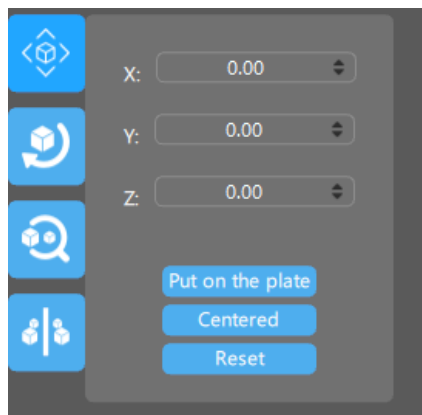 X: 0.00
Y: 0.00
Z: 0.00
Put on the plate
Centered
Reset